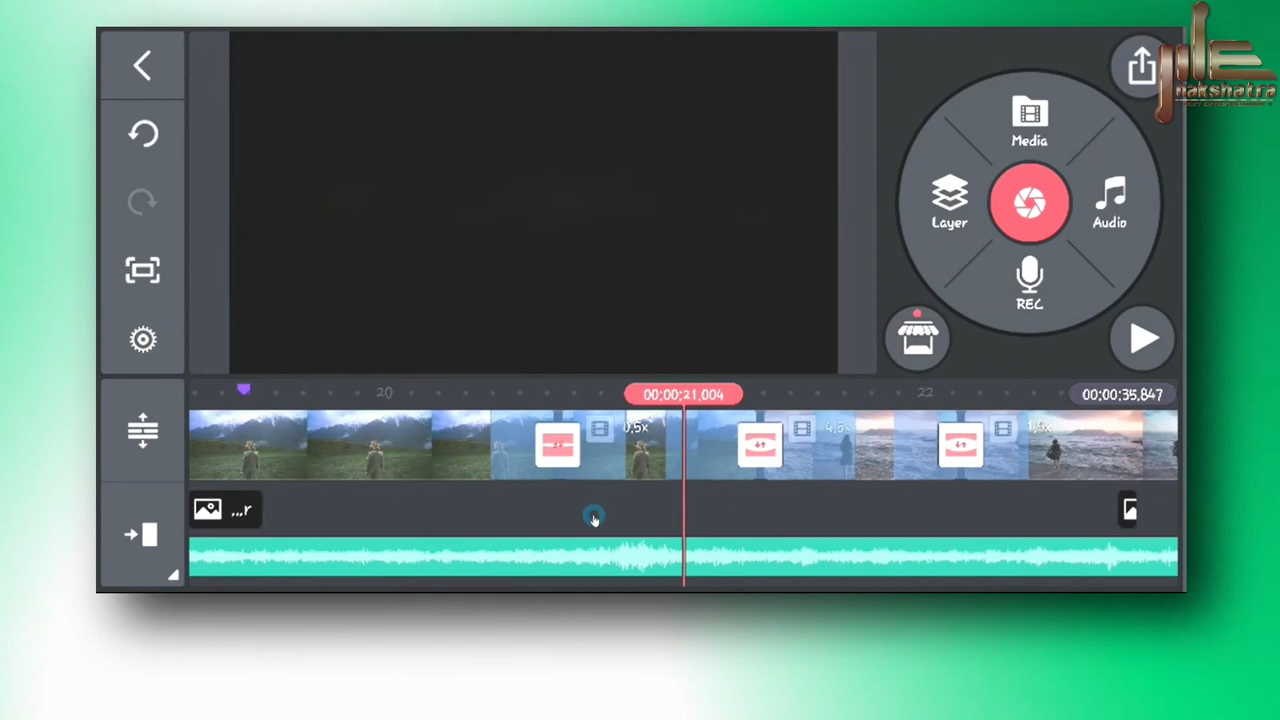 nakshatra
Media
Layer
Audio
REC
20
00:00:21.004
22
00:00:35.847
0.5x
...r